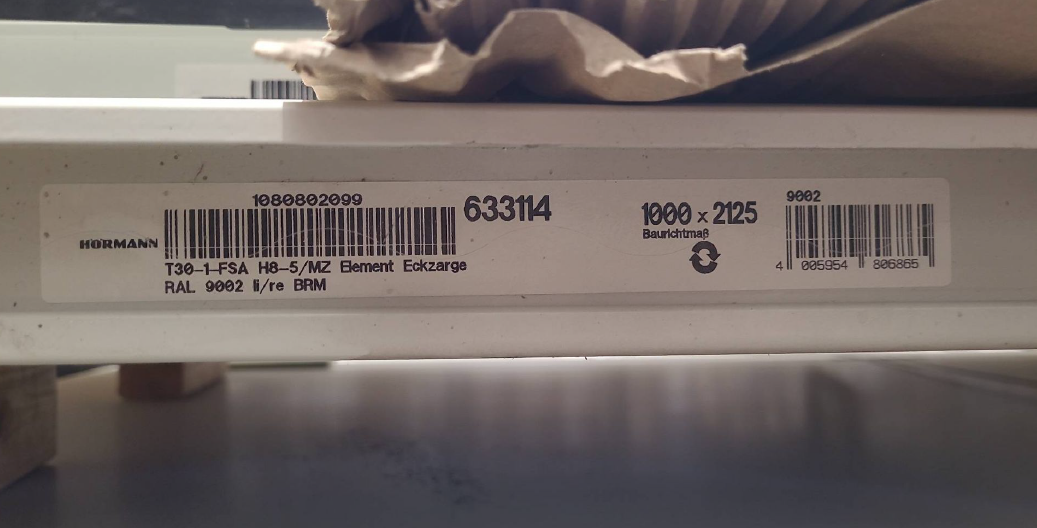 1080802099
633114
HÖRMANN
T30-1-FSA H8-5/MZ Element Eckzarge
RAL 9002 li/re BRM
1000 x 2125
Baurichtmaß
9002
4 005954 806865